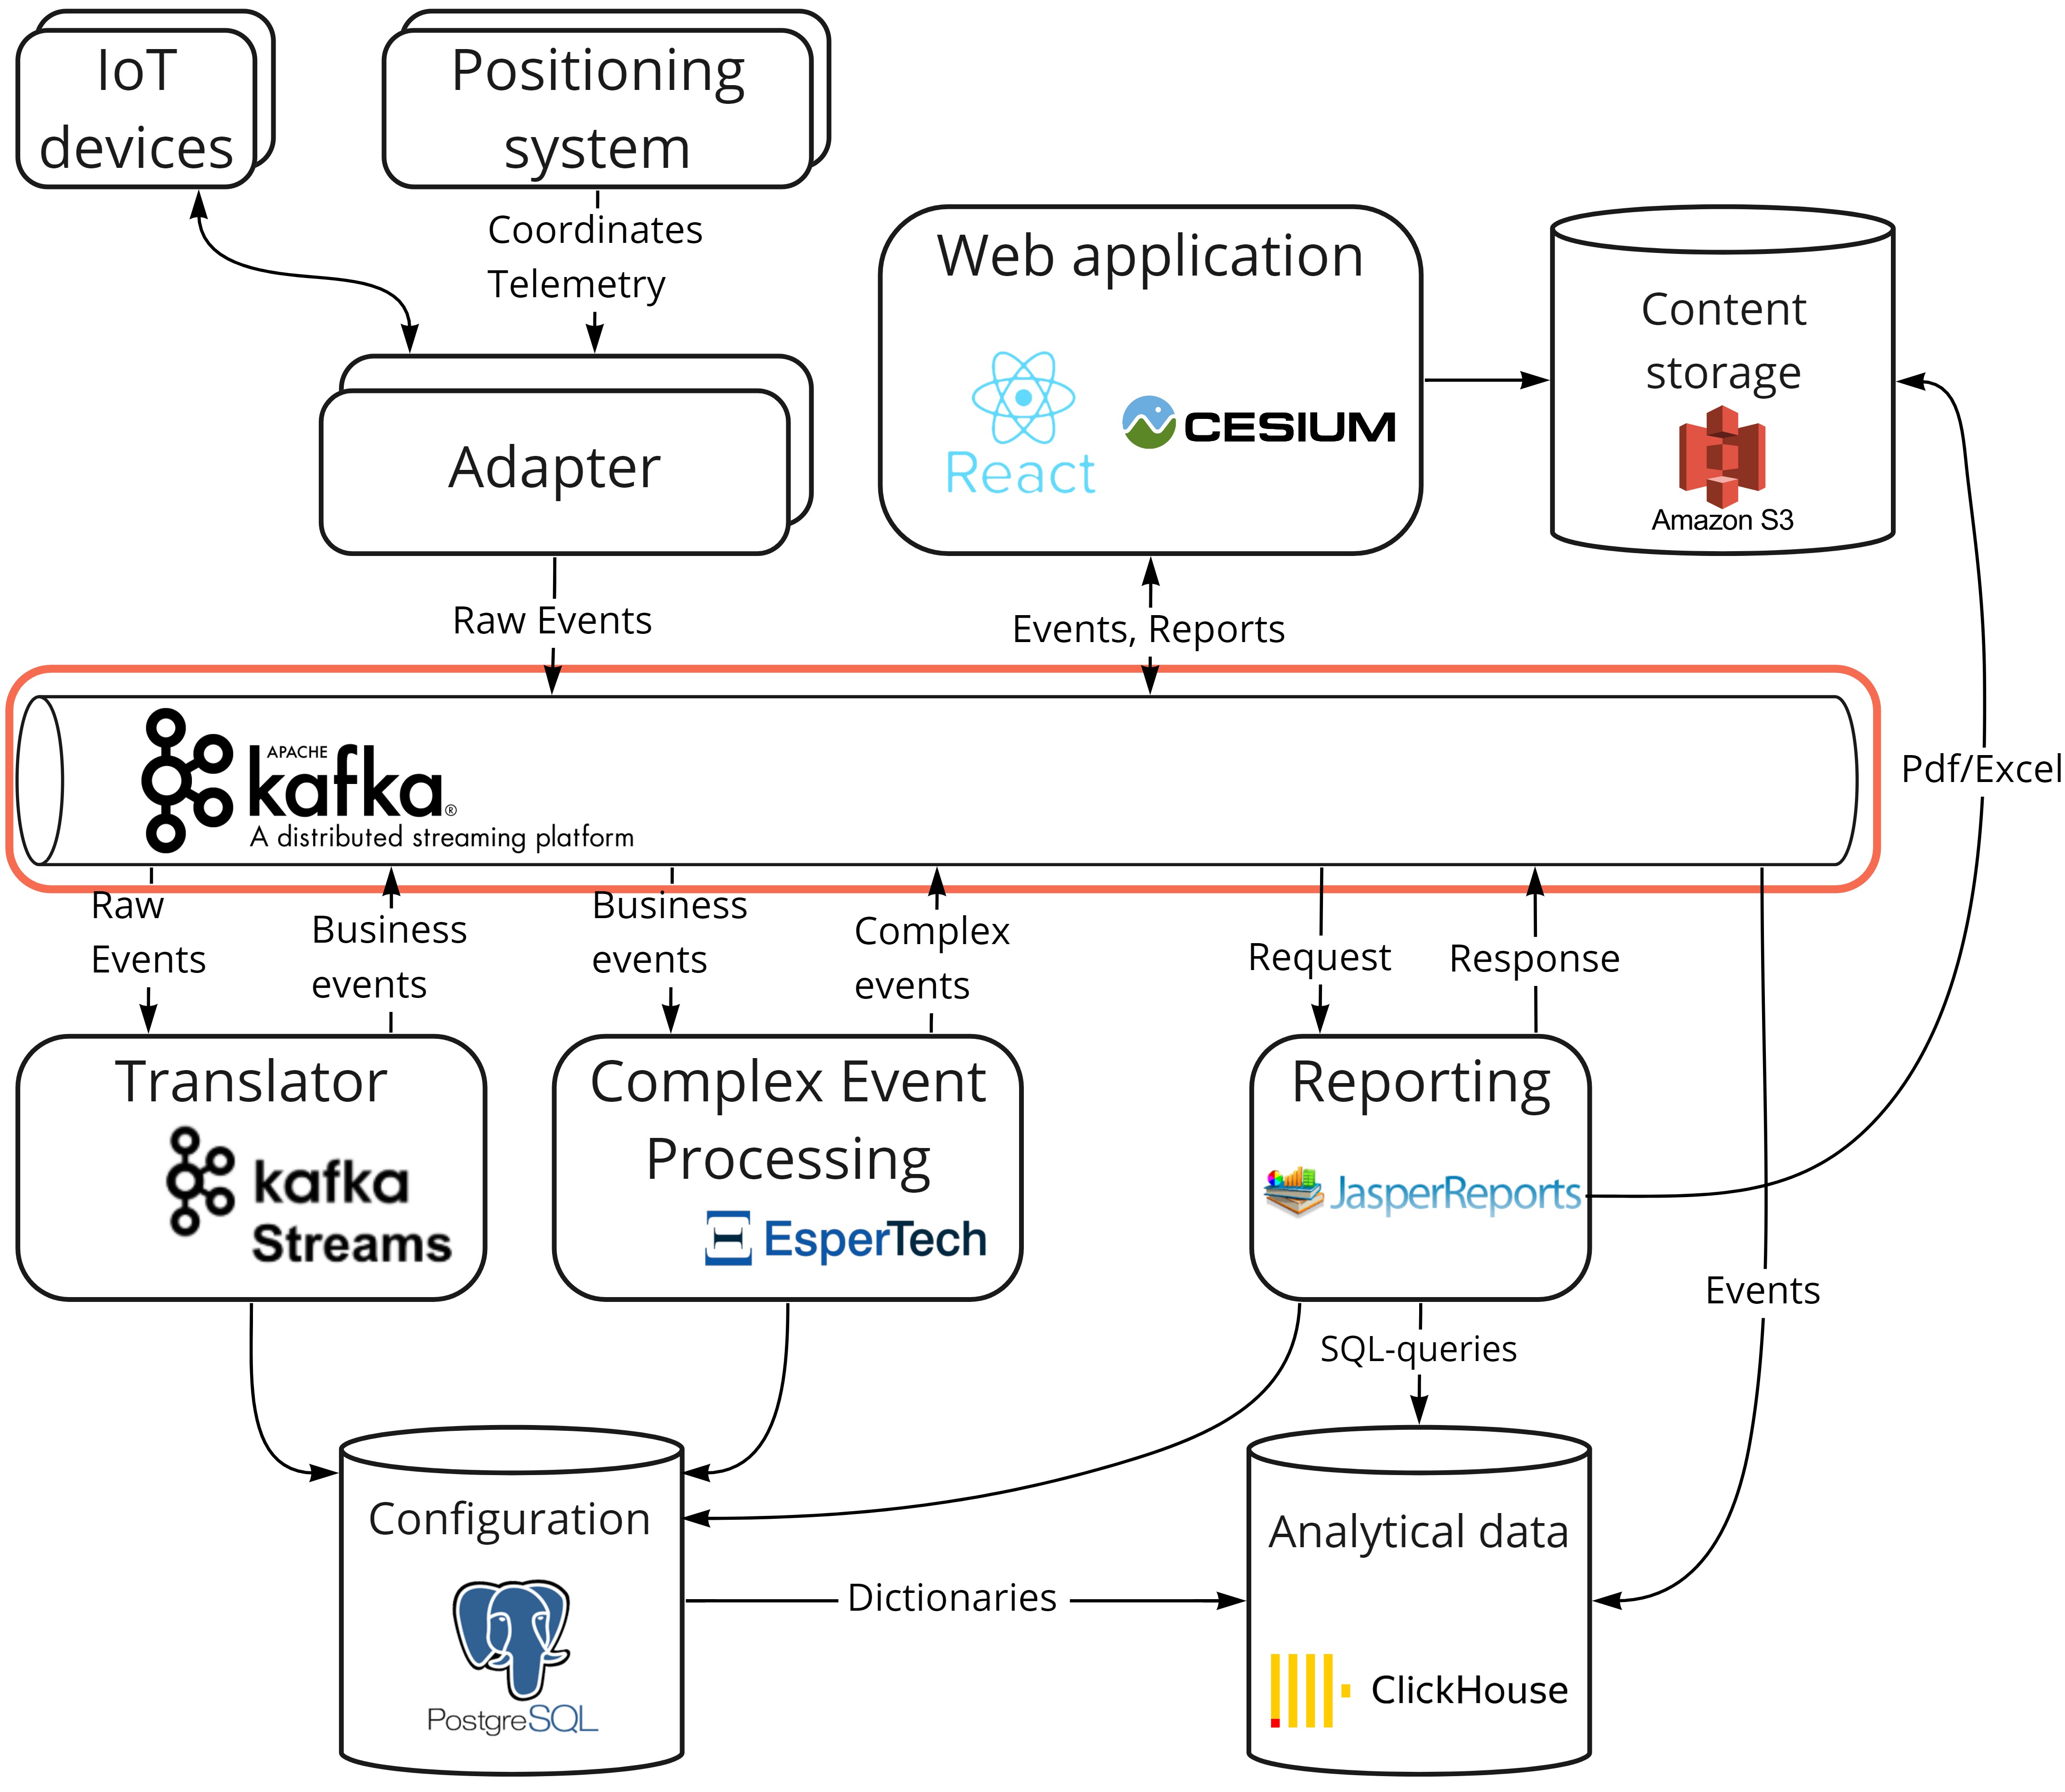 IoT
devices
Positioning
system
Coordinates
Telemetry
Adapter
Raw Events
Web application
React
CESIUM
Events, Reports
Content
storage
Amazon S3
Pdf/Excel
APACHE
kafka®
A distributed streaming platform
Raw
Events
Business
events
Business
events
Complex
events
Request
Response
Translator
kafka
Streams
Complex Event
Processing
EsperTech
Reporting
JasperReports
Events
SQL-queries
Configuration
PostgreSQL
Dictionaries
Analytical data
ClickHouse